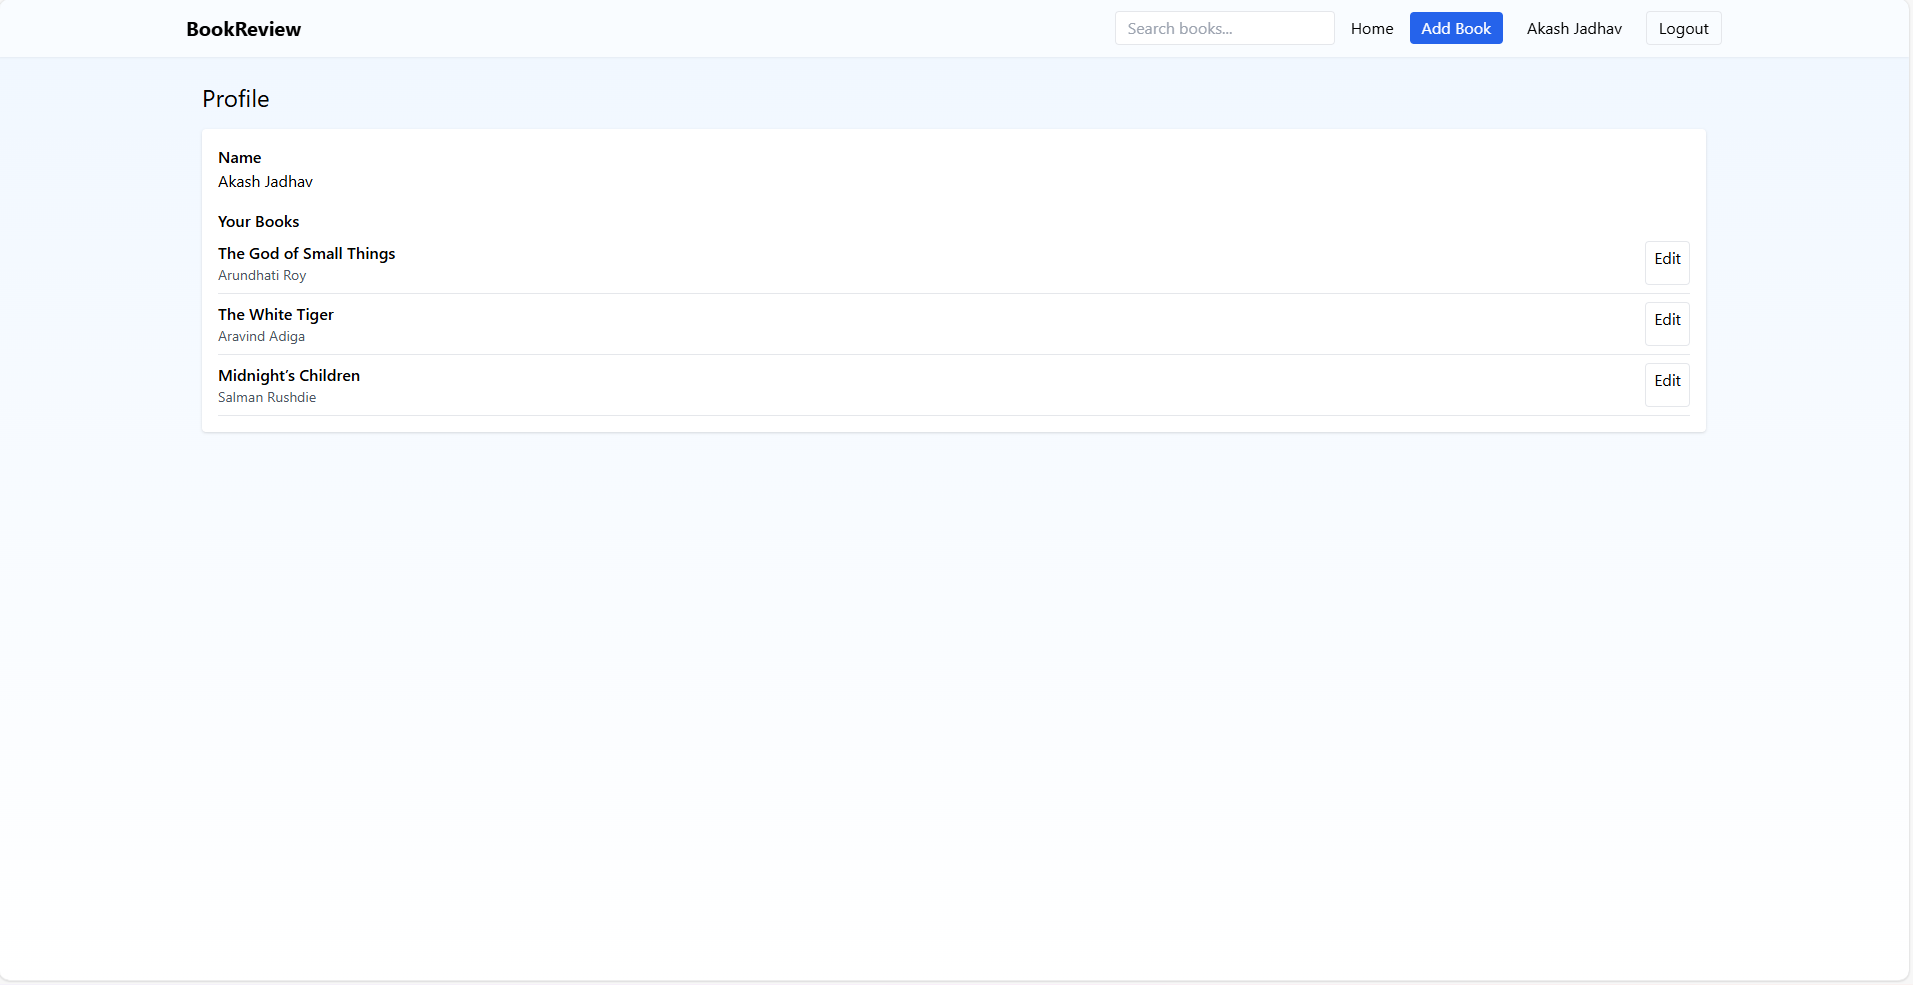 BookReview
Search books...
Home
Add Book
Akash Jadhav
Logout
Profile
Name
Akash Jadhav
Your Books
The God of Small Things
Arundhati Roy
Edit
The White Tiger
Aravind Adiga
Edit
Midnight’s Children
Salman Rushdie
Edit